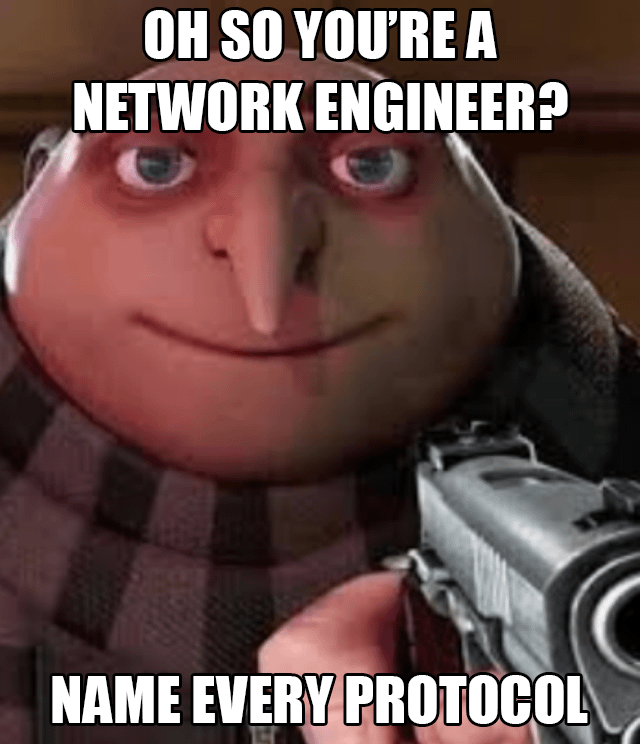 OH SO YOU'RE A
NETWORK ENGINEER?
NAME EVERY PROTOCOL